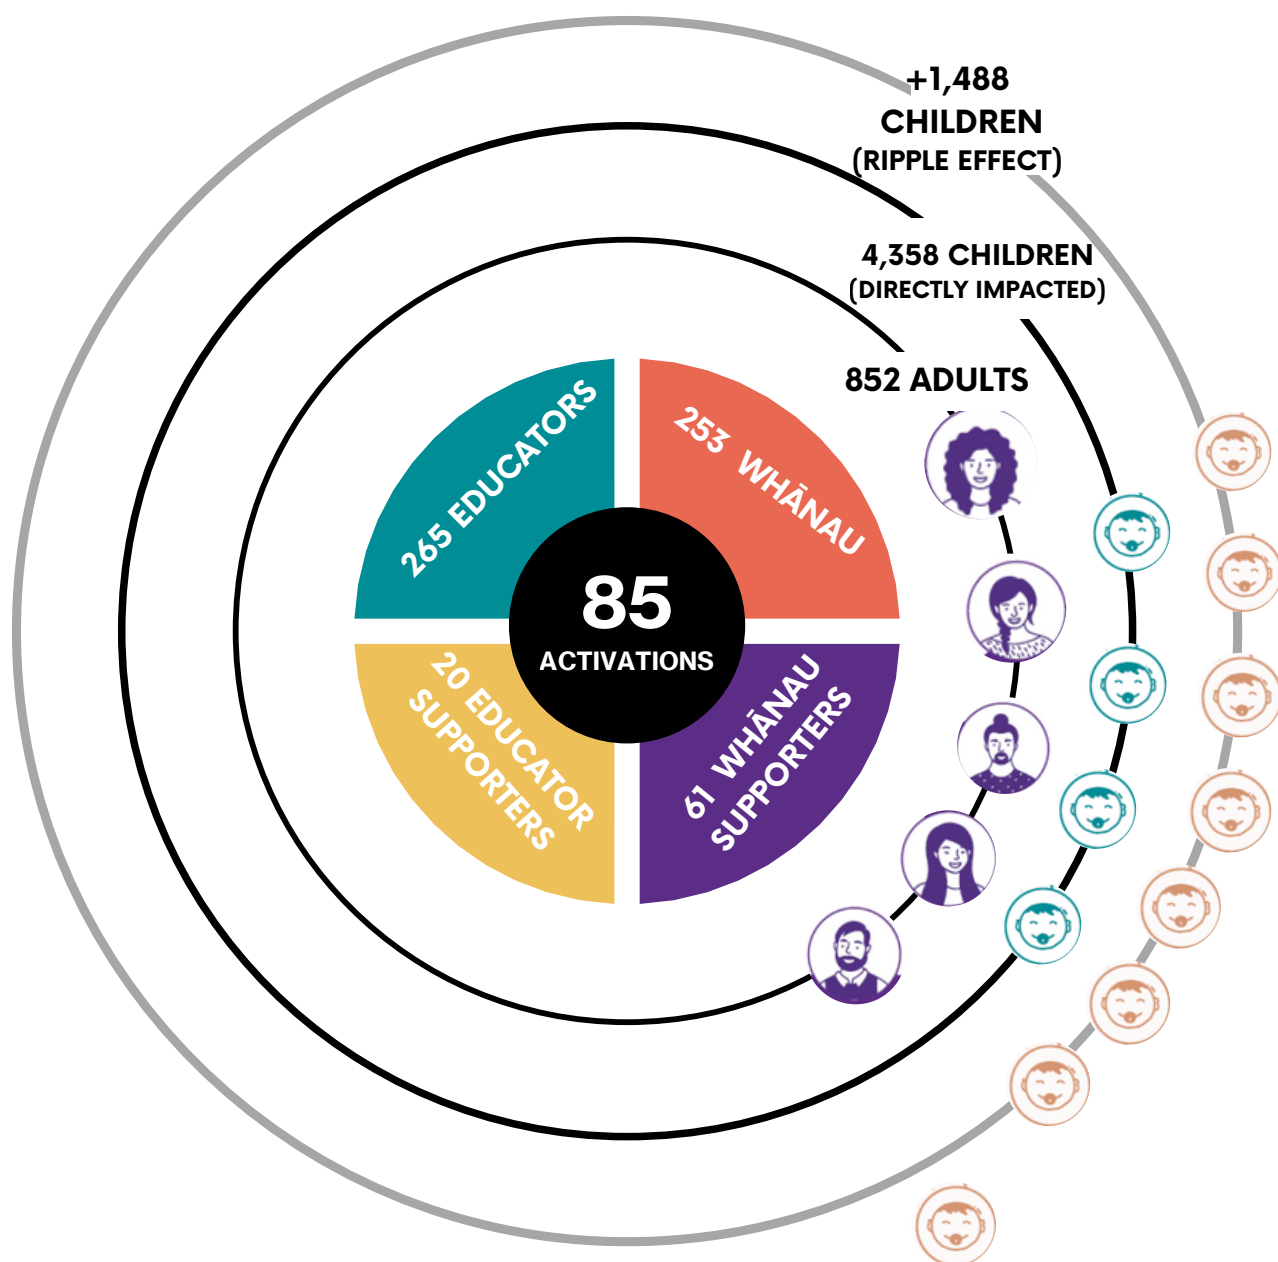 +1,488
CHILDREN
(RIPPLE EFFECT)
4,358 CHILDREN
(DIRECTLY IMPACTED)
852 ADULTS
265 EDUCATORS
253 WHĀNAU
85
ACTIVATIONS
20 EDUCATOR
SUPPORTERS
61 WHĀNAU
SUPPORTERS